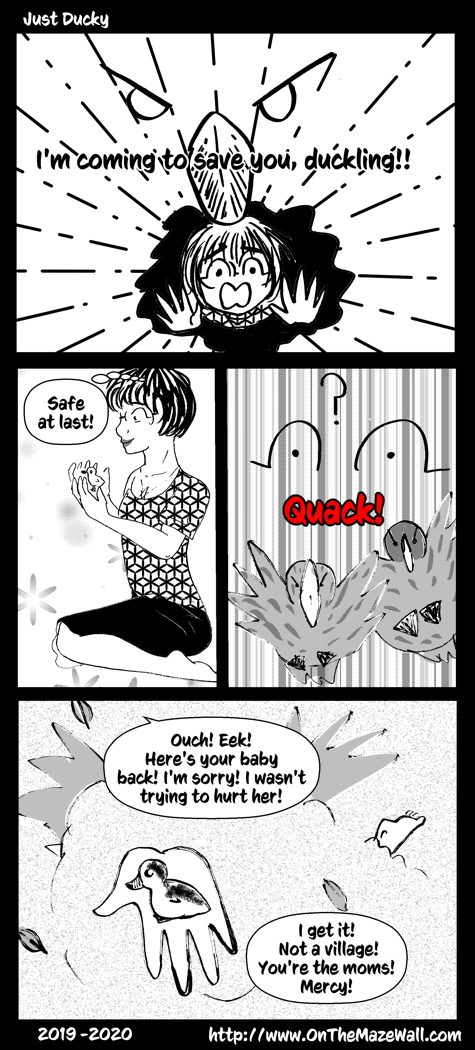 Just Ducky
I'm coming to save you, duckling!!
Safe
at last!
?
Quack!
Ouch! Eek!
Here's your baby
back! I'm sorry! I wasn't
trying to hurt her!
I get it!
Not a village!
You're the moms!
Mercy!
2019-2020
http://www.OnTheMazeWall.com